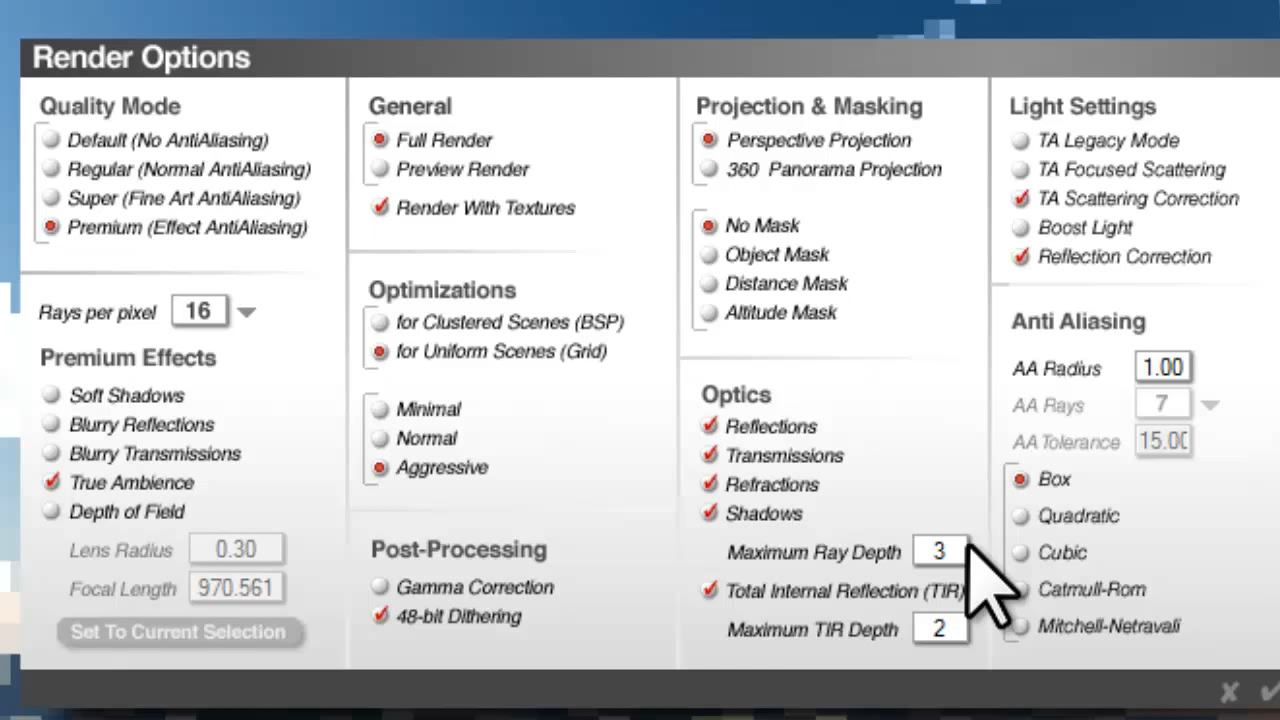 Render Options
Quality Mode
Default (No AntiAliasing)
Regular (Normal AntiAliasing)
Super (Fine Art AntiAliasing)
Premium (Effect AntiAliasing)
Rays per pixel 16
Premium Effects
Soft Shadows
Blurry Reflections
Blurry Transmissions
True Ambience
Depth of Field
Lens Radius 0.30
Focal Length 970.561
Set To Current Selection
General
Full Render
Preview Render
Render With Textures
Optimizations
for Clustered Scenes (BSP)
for Uniform Scenes (Grid)
Minimal
Normal
Aggressive
Post-Processing
Gamma Correction
48-bit Dithering
Projection & Masking
Perspective Projection
360 Panorama Projection
No Mask
Object Mask
Distance Mask
Altitude Mask
Optics
Reflections
Transmissions
Refractions
Shadows
Maximum Ray Depth 3
Total Internal Reflection (TIR)
Maximum TIR Depth 2
Light Settings
TA Legacy Mode
TA Focused Scattering
TA Scattering Correction
Boost Light
Reflection Correction
Anti Aliasing
AA Radius 1.00
AA Rays 7
AA Tolerance 15.00
Box
Quadratic
Cubic
Catmull-Rom
Mitchell-Netravali